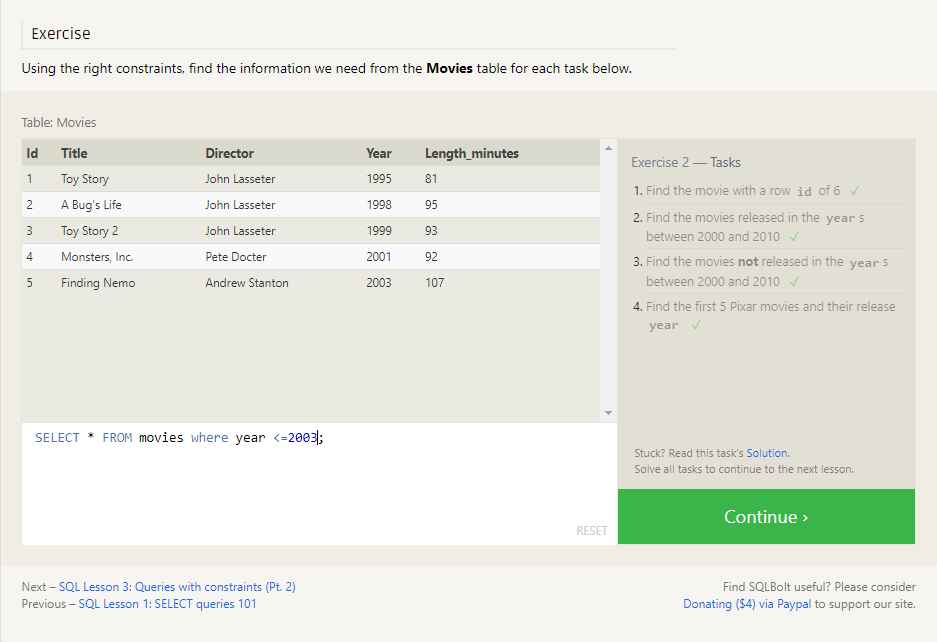 Exercise
Using the right constraints, find the information we need from the Movies table for each task below.
Table: Movies
Id Title Director Year Length_minutes
1 Toy Story John Lasseter 1995 81
2 A Bug's Life John Lasseter 1998 95
3 Toy Story 2 John Lasseter 1999 93
4 Monsters, Inc. Pete Docter 2001 92
5 Finding Nemo Andrew Stanton 2003 107
SELECT * FROM movies where year <=2003;
RESET
Exercise 2 — Tasks
1. Find the movie with a row id of 6 ✓
2. Find the movies released in the year s
between 2000 and 2010 ✓
3. Find the movies not released in the year s
between 2000 and 2010 ✓
4. Find the first 5 Pixar movies and their release
year ✓
Stuck? Read this task's Solution.
Solve all tasks to continue to the next lesson.
Continue ›
Next – SQL Lesson 3: Queries with constraints (Pt. 2)
Previous – SQL Lesson 1: SELECT queries 101
Find SQLBolt useful? Please consider
Donating ($4) via Paypal to support our site.